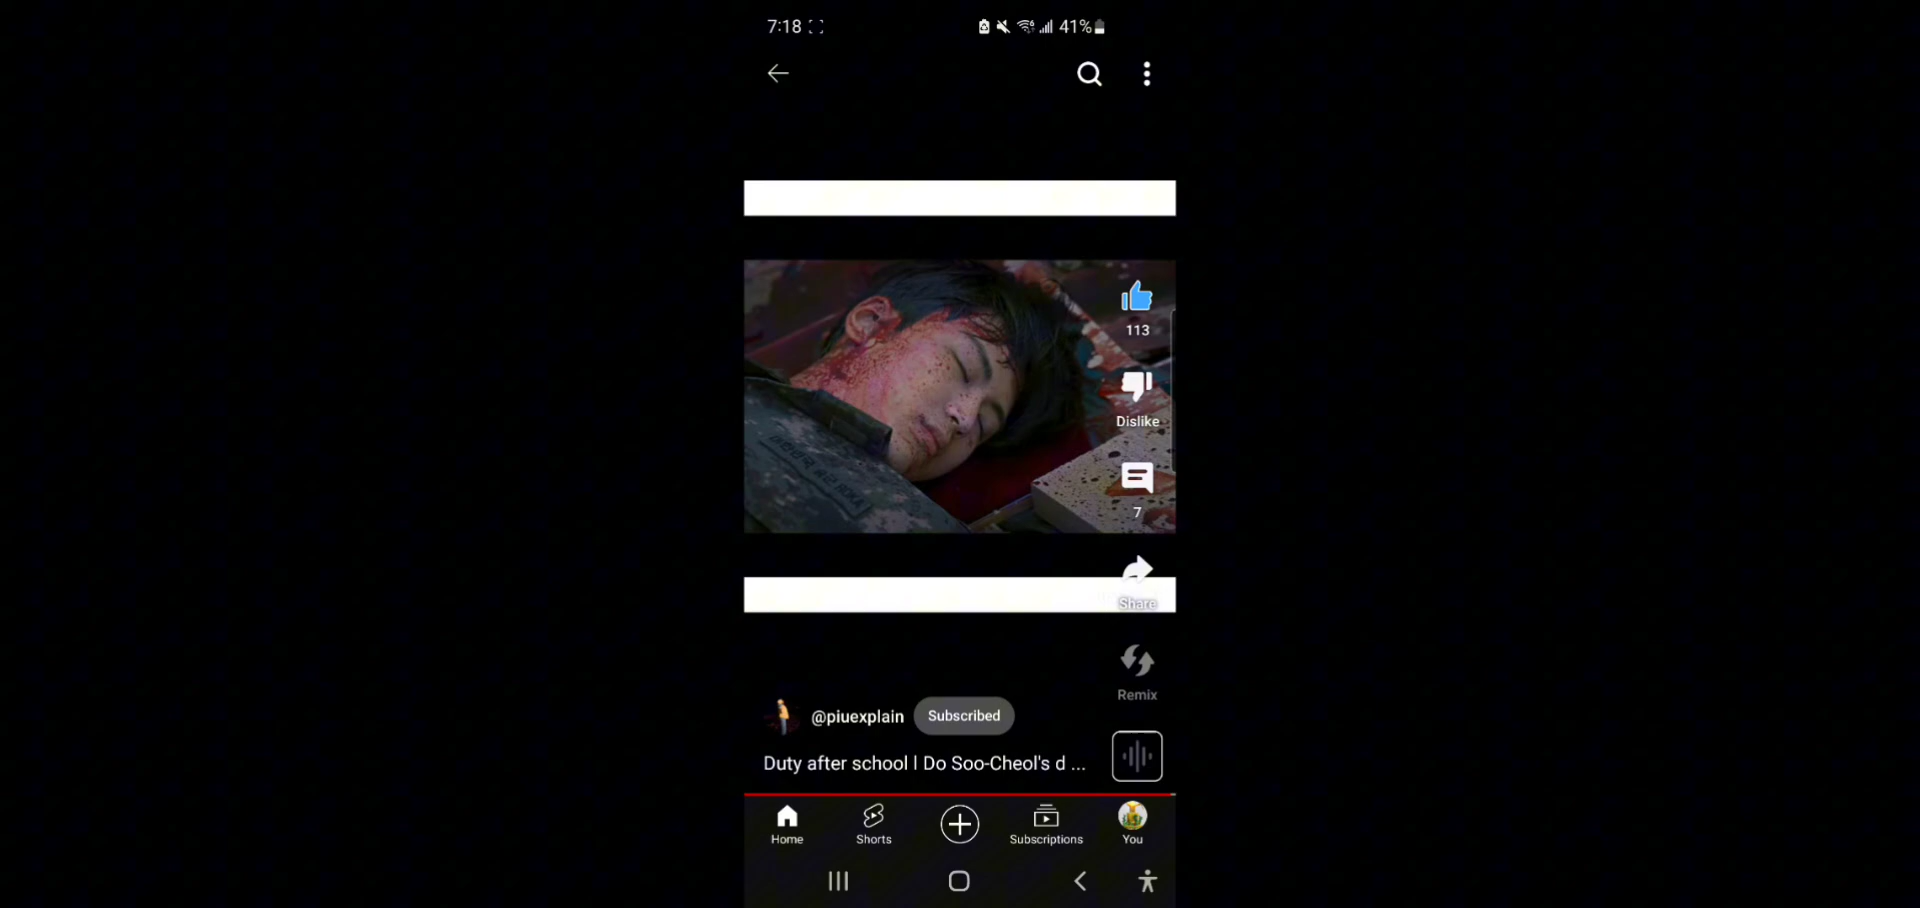 7:18
41%
113
Dislike
7
Share
Remix
@piuexplain
Subscribed
Duty after school l Do Soo-Cheol's d ...
Home
Shorts
Subscriptions
You